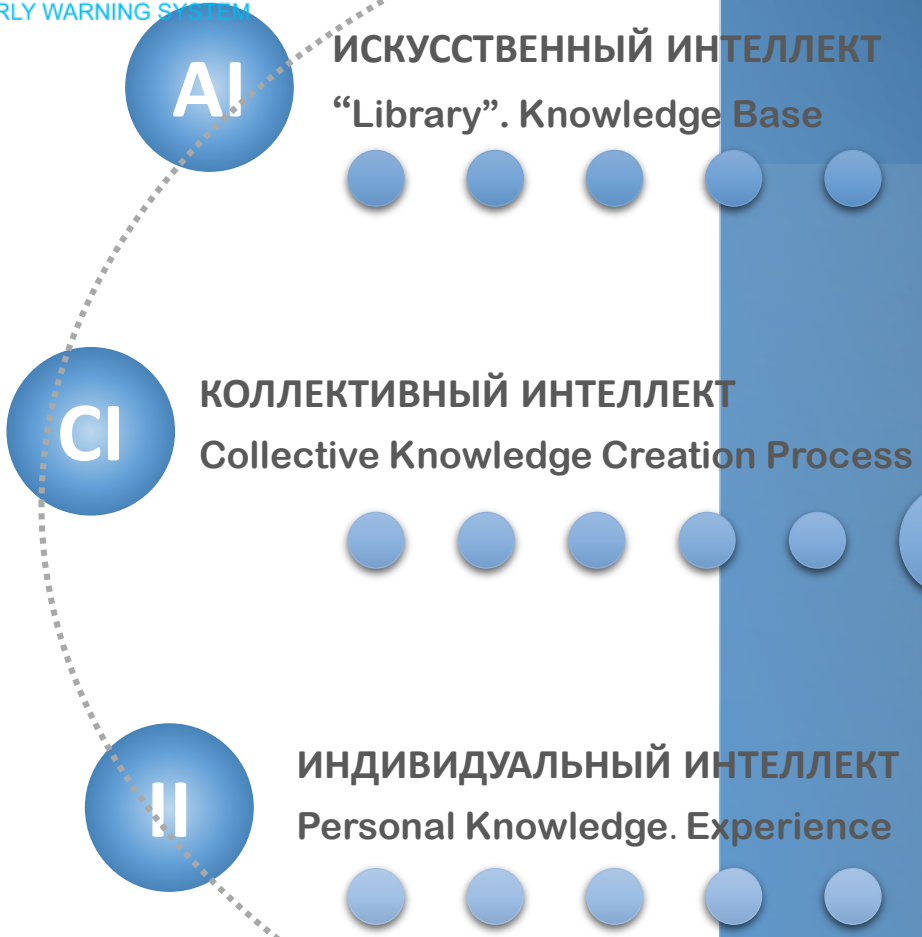 RLY WARNING SYSTEM
AI
ИСКУССТВЕННЫЙ ИНТЕЛЛЕКТ
“Library”. Knowledge Base
CI
КОЛЛЕКТИВНЫЙ ИНТЕЛЛЕКТ
Collective Knowledge Creation Process
II
ИНДИВИДУАЛЬНЫЙ ИНТЕЛЛЕКТ
Personal Knowledge. Experience